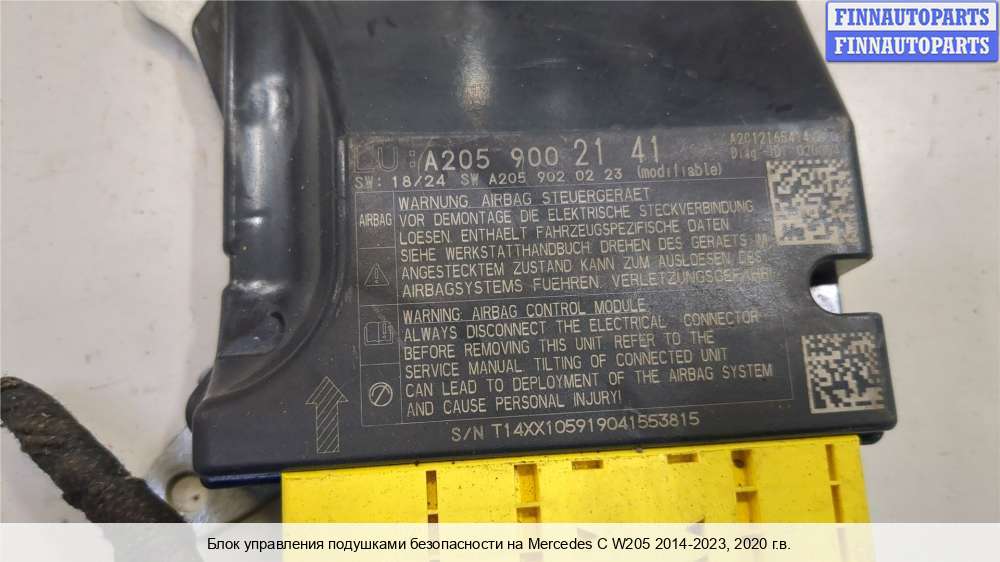 FINNAUTOPARTS
FINNAUTOPARTS
A205 900 21 41
SW: 18/24 SW A205 902 02 23 (modifiable)
AIRBAG
WARNUNG AIRBAG STEUERGERAET
VOR DEMONTAGE DIE ELEKTRISCHE STECKVERBINDUNG
LOESEN. ENTHAELT FAHRZEUGSPEZIFISCHE DATEN
SIEHE WERKSTATTHANDBUCH DREHEN DES GERAETS IM
ANGESTECKTEM ZUSTAND KANN ZUM AUSLOESEN DES
AIRBAGSYSTEMS FUEHREN. VERLETZUNGSGEFAHR!
WARNING AIRBAG CONTROL MODULE
ALWAYS DISCONNECT THE ELECTRICAL CONNECTOR
BEFORE REMOVING THIS UNIT. REFER TO THE
SERVICE MANUAL. TILTING OF CONNECTED UNIT
CAN LEAD TO DEPLOYMENT OF THE AIRBAG SYSTEM
AND CAUSE PERSONAL INJURY!
S/N T14XX105919041553815
Блок управления подушками безопасности на Mercedes C W205 2014-2023, 2020 г.в.